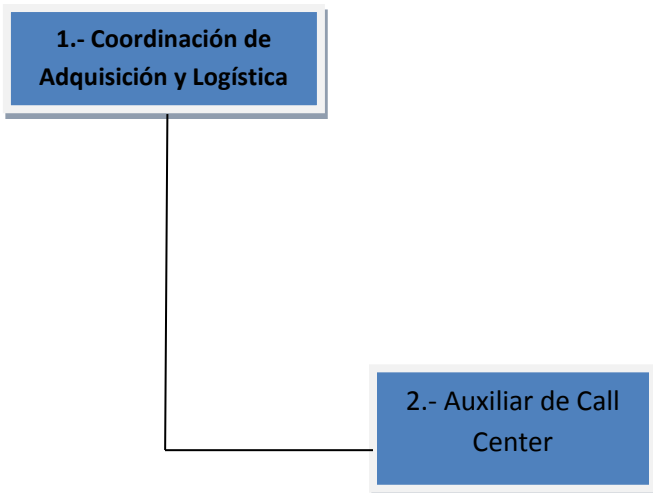 1.- Coordinación de
Adquisición y Logística
2.- Auxiliar de Call
Center